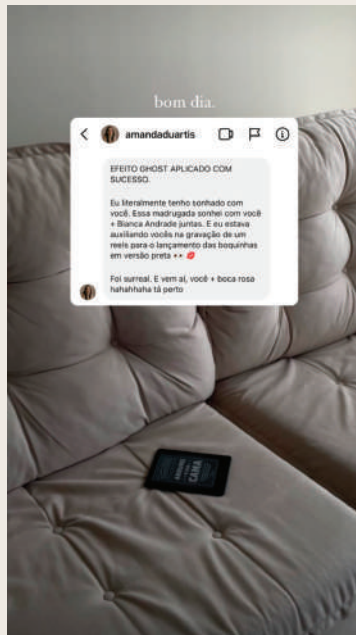 bom dia.
amandaduartis
EFEITO GHOST APLICADO COM
SUCESSO.
Eu literalmente tenho sonhado com
você. Essa madrugada sonhei com você
+ Bianca Andrade juntas. E eu estava
auxiliando vocês na gravação de um
reels para o lançamento das boquinhas
em versão preta 👀 💋
Foi surreal. E vem aí, você + boca rosa
hahahhaha tá perto
CAMA